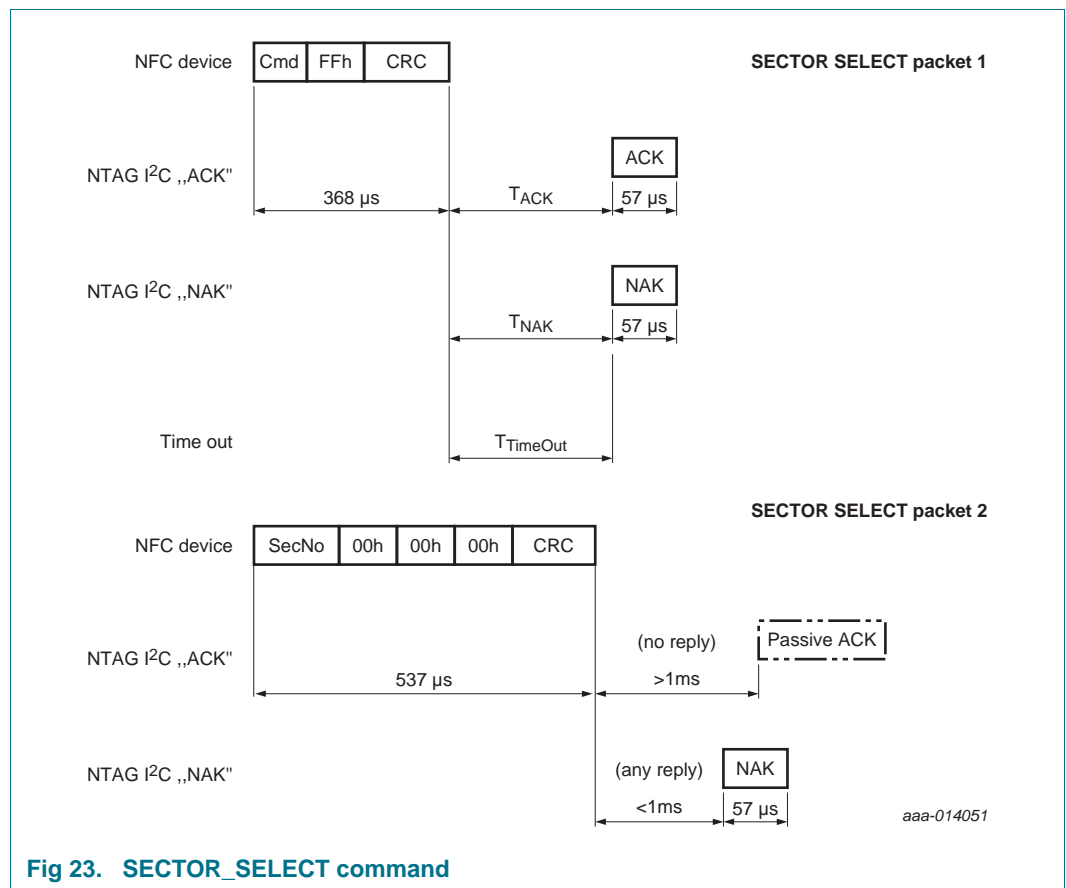 NFC device Cmd FFh CRC SECTOR SELECT packet 1
ACK
NTAG I2C ,,ACK"
368 µs TACK 57 µs
NAK
NTAG I2C ,,NAK"
TNAK 57 µs
Time out TTimeOut
SECTOR SELECT packet 2
NFC device SecNo 00h 00h 00h CRC
(no reply) Passive ACK
NTAG I2C ,,ACK"
537 µs >1ms
NTAG I2C ,,NAK" (any reply) NAK
<1ms 57 µs
aaa-014051
Fig 23. SECTOR_SELECT command